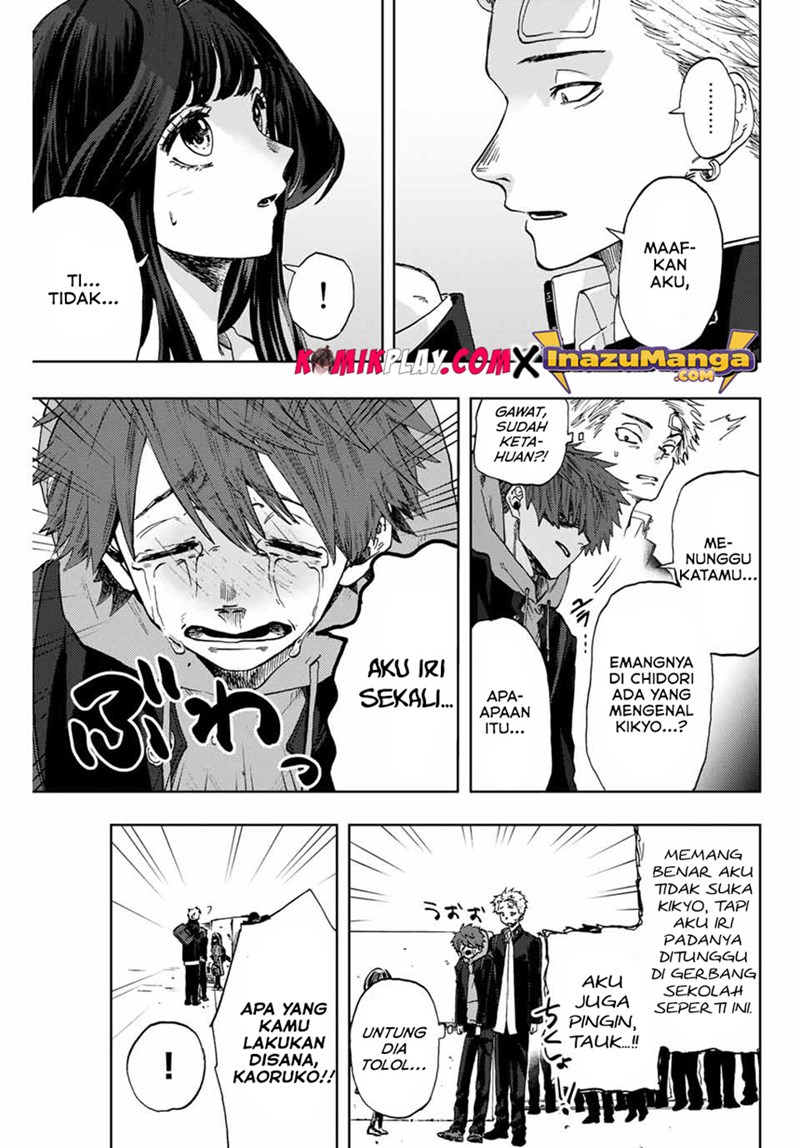 ........
MAAF-
KAN
AKU,
!
TI...
TIDAK...
KOMIKPLAY.COM X InazuManga
.COM
GAWAT,
SUDAH
KETA-
HUAN?!
ME-
NUNGGU
KATAMU...
EMANGNYA
DI CHIDORI
ADA YANG
MENGENAL
KIKYO...?
APA-
APAAN
ITU...
AKU IRI
SEKALI...
ぶわっ
MEMANG
BENAR AKU
TIDAK SUKA
KIKYO, TAPI
AKU IRI
PADANYA
DITUNGGU
DI GERBANG
SEKOLAH
SEPERTI INI.
うおお
AKU
JUGA
PINGIN,
TAUK...!!
ちくしょ〜!
UNTUNG
DIA
TOLOL...
?
APA YANG
KAMU
LAKUKAN
DISANA,
KAORUKO!!
!